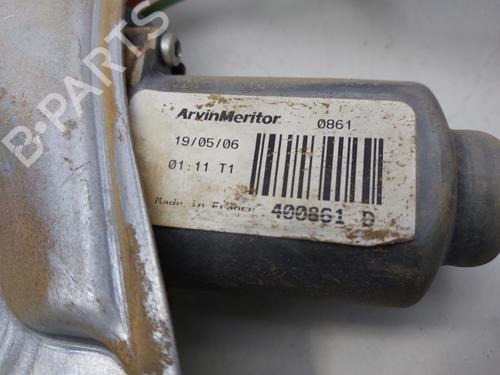 B-PARTS
ArvinMeritor 0861
19/05/06
01:11 T1
Made in France 400861 D